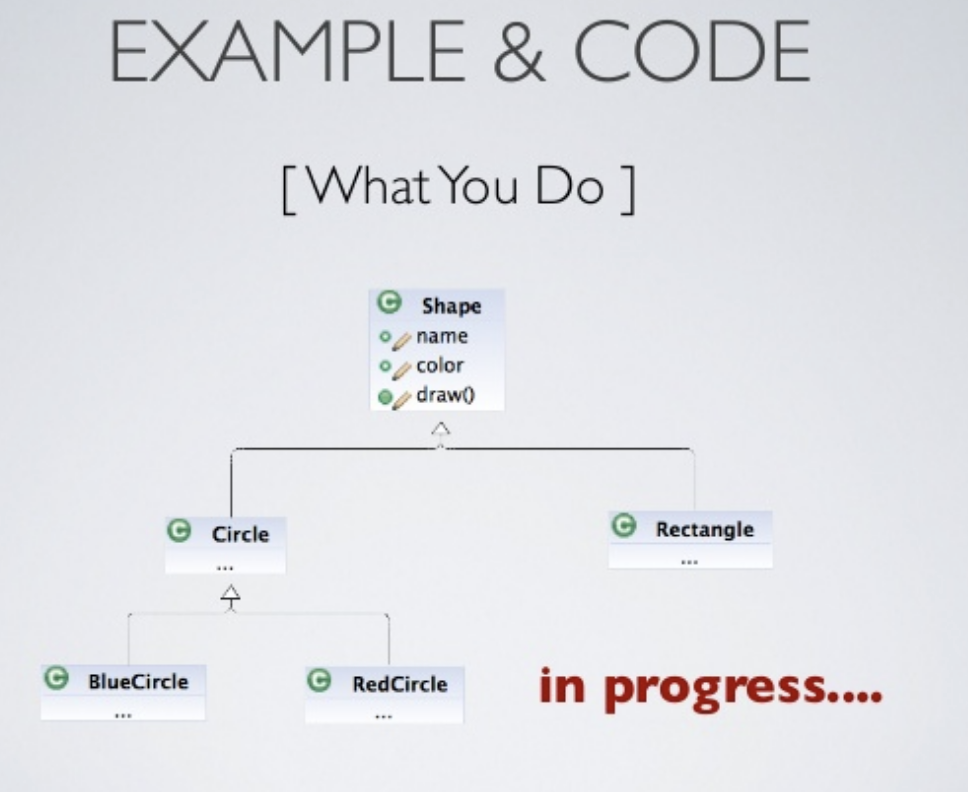 EXAMPLE & CODE
[ What You Do ]
C Shape
name
color
draw()
C Circle
...
C Rectangle
...
C BlueCircle
...
C RedCircle
...
in progress....